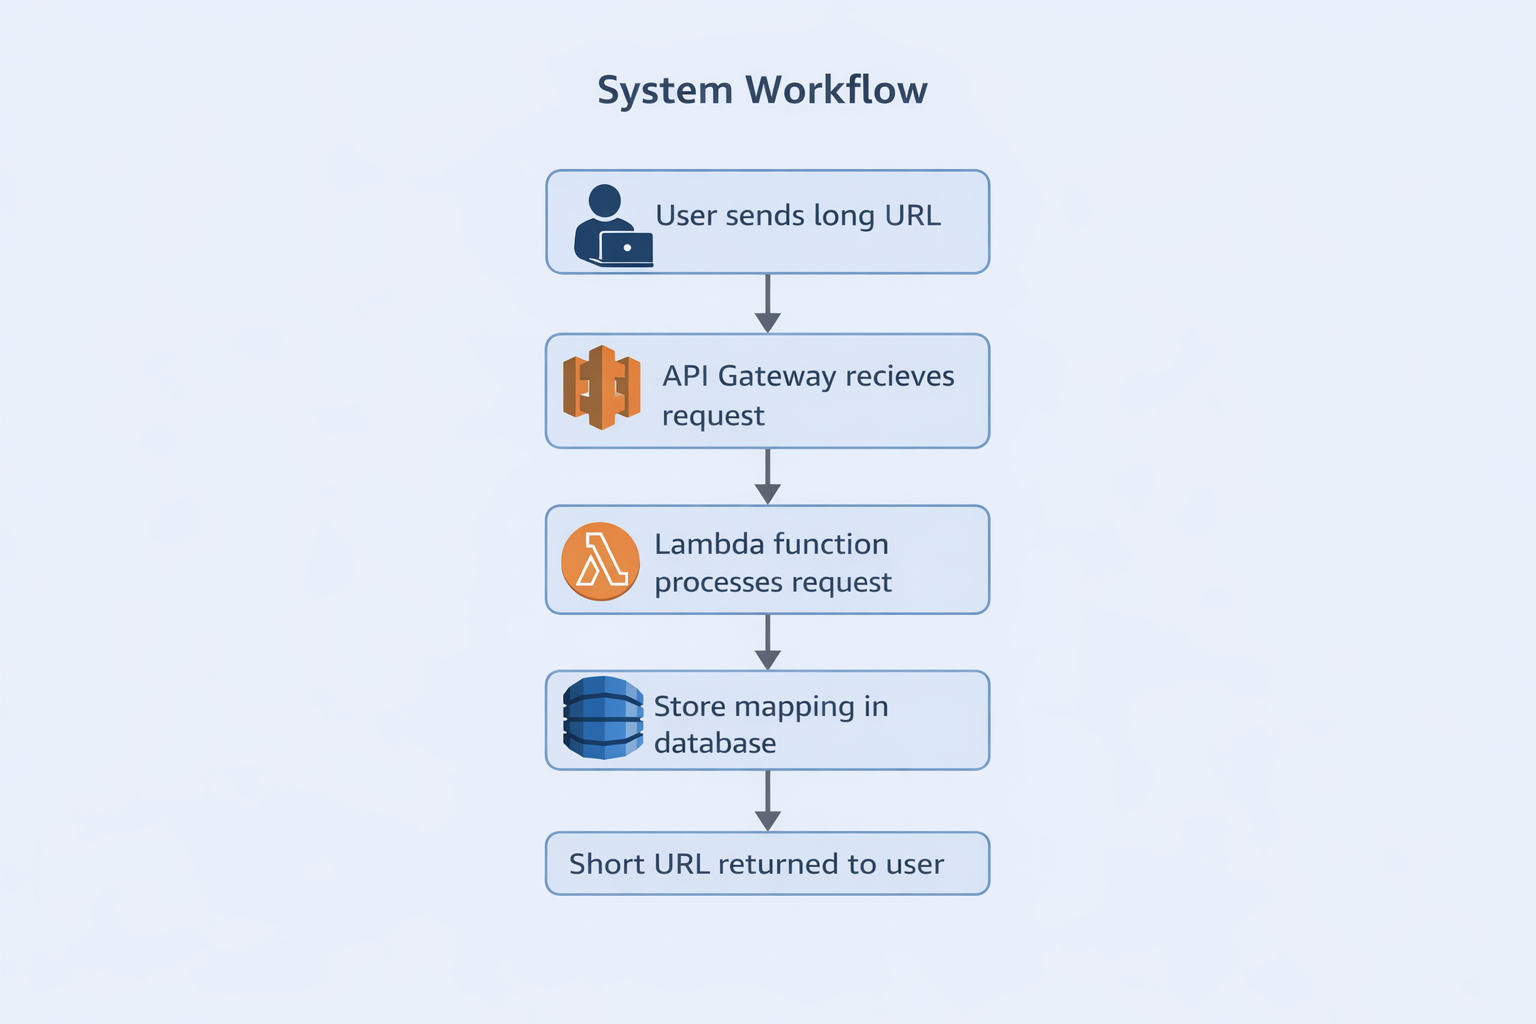 System Workflow
User sends long URL
API Gateway recieves
request
Lambda function
processes request
Store mapping in
database
Short URL returned to user